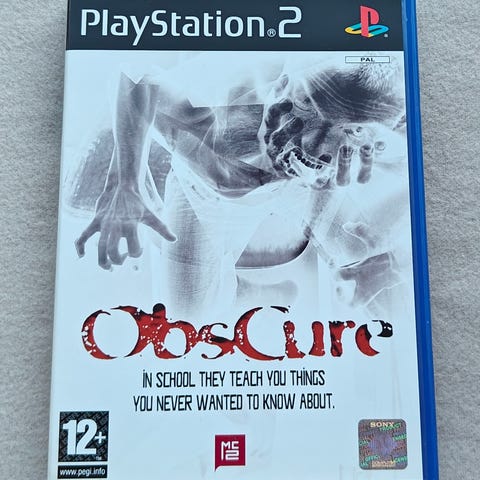 PlayStation®2
PAL
ObsCure
IN SCHOOL THEY TEACH YOU THINGS
YOU NEVER WANTED TO KNOW ABOUT.
12+
www.pegi.info
MC2
SONY